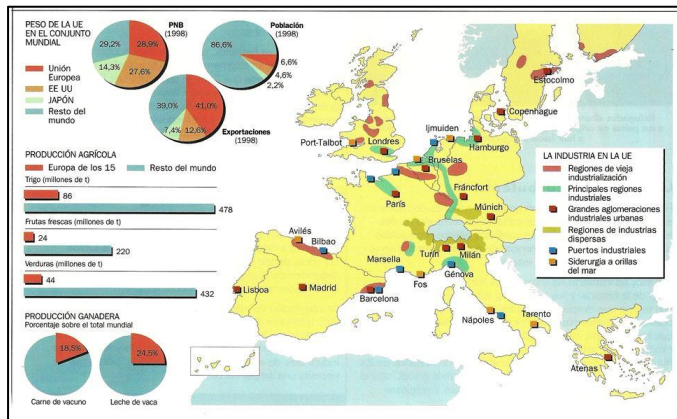 PESO DE LA UE
EN EL CONJUNTO
MUNDIAL
Unión
Europea
EE UU
JAPÓN
Resto del
mundo
PNB
(1998)
29,2%
28,9%
14,3%
27,6%
Población
(1998)
86,6%
6,6%
4,6%
2,2%
39,0%
41,0%
7,4%
12,6%
Exportaciones
(1998)
PRODUCCIÓN AGRÍCOLA
Europa de los 15
Resto del mundo
Trigo (millones de t)
86
478
Frutas frescas (millones de t)
24
220
Verduras (millones de t)
44
432
PRODUCCIÓN GANADERA
Porcentaje sobre el total mundial
18,5%
24,5%
Carne de vacuno
Leche de vaca
Estocolmo
Copenhague
Port-Talbot
Londres
Ijmuiden
Hamburgo
Bruselas
Fráncfort
París
Múnich
Avilés
Bilbao
Marsella
Turín
Milán
Génova
Fos
Lisboa
Madrid
Barcelona
Nápoles
Tarento
Atenas
LA INDUSTRIA EN LA UE
Regiones de vieja
industrialización
Principales regiones
industriales
Grandes aglomeraciones
industriales urbanas
Regiones de industrias
dispersas
Puertos industriales
Siderurgia a orillas
del mar